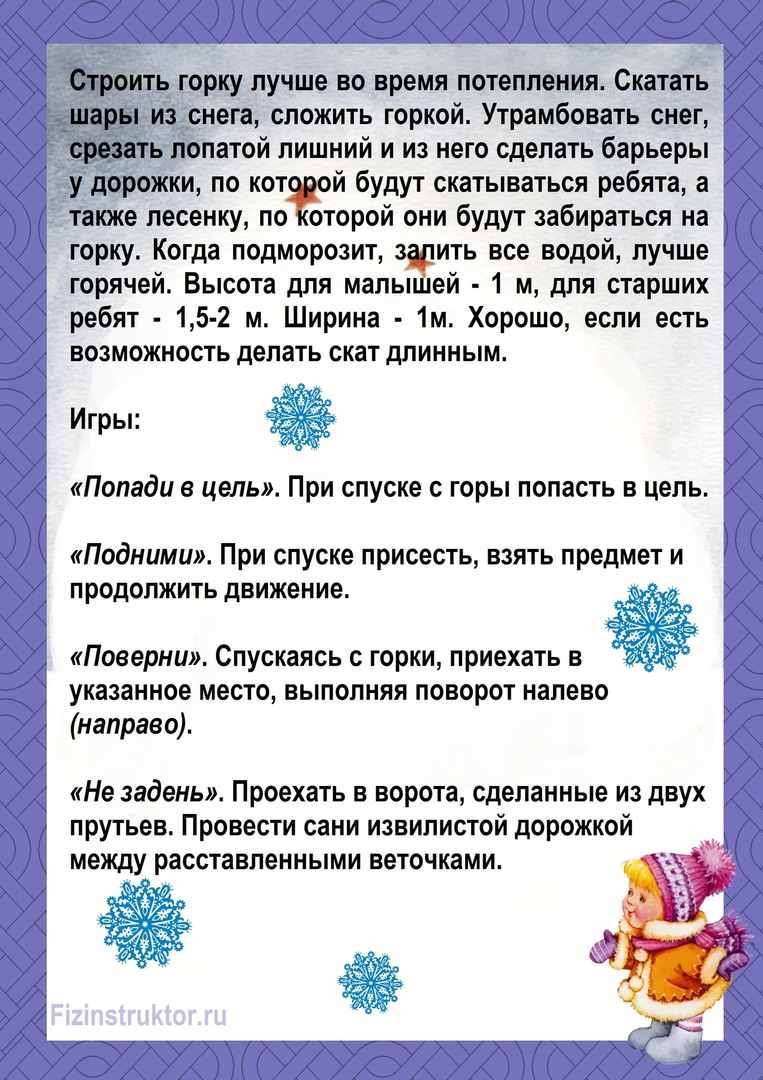 Строить горку лучше во время потепления. Скатать
шары из снега, сложить горкой. Утрамбовать снег,
срезать лопатой лишний и из него сделать барьеры
у дорожки, по которой будут скатываться ребята, а
также лесенку, по которой они будут забираться на
горку. Когда подморозит, залить все водой, лучше
горячей. Высота для малышей - 1 м, для старших
ребят - 1,5-2 м. Ширина - 1м. Хорошо, если есть
возможность делать скат длинным.
Игры:
«Попади в цель». При спуске с горы попасть в цель.
«Подними». При спуске присесть, взять предмет и
продолжить движение.
«Поверни». Спускаясь с горки, приехать в
указанное место, выполняя поворот налево
(направо).
«Не задень». Проехать в ворота, сделанные из двух
прутьев. Провести сани извилистой дорожкой
между расставленными веточками.
Fizinstruktor.ru